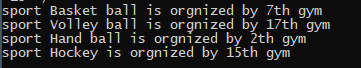 sport Basket ball is orgnized by 7th gym
sport Volley ball is orgnized by 17th gym
sport Hand ball is orgnized by 2th gym
sport Hockey is orgnized by 15th gym